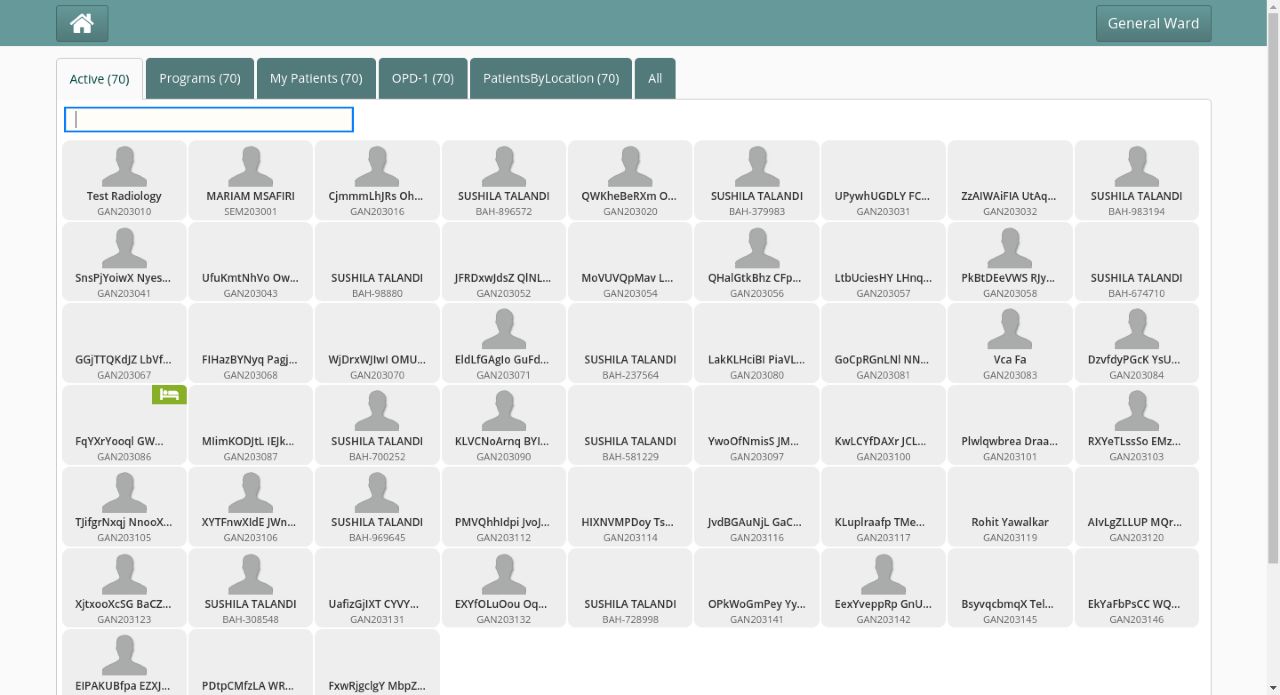 General Ward
Active (70)
Programs (70)
My Patients (70)
OPD-1 (70)
PatientsByLocation (70)
All
Test Radiology
GAN203010
MARIAM MSAFIRI
SEM203001
CjmmmLhJRs Oh...
GAN203016
SUSHILA TALANDI
BAH-896572
QWKheBeRXm O...
GAN203020
SUSHILA TALANDI
BAH-379983
UPywhUGDLY FC...
GAN203031
ZzAIWAiFIA UtAq...
GAN203032
SUSHILA TALANDI
BAH-983194
SnsPjYoiwX Nyes...
GAN203041
UfuKmtNhVo Ow...
GAN203043
SUSHILA TALANDI
BAH-98880
JFRDxwJdsZ QlNL...
GAN203052
MoVUVQpMav L...
GAN203054
QHalGtkBhz CFp...
GAN203056
LtbUciesHY LHnq...
GAN203057
PkBtDEeVWS RJy...
GAN203058
SUSHILA TALANDI
BAH-674710
GGjTTQKdJZ LbVf...
GAN203067
FIHazBYNyq Pagj...
GAN203068
WjDrxWJIwI OMU...
GAN203070
EldLfGAgIo GuFd...
GAN203071
SUSHILA TALANDI
BAH-237564
LakKLHciBI PiaVL...
GAN203080
GoCpRGnLNl NN...
GAN203081
Vca Fa
GAN203083
DzvfdyPGcK YsU...
GAN203084
FqYXrYooql GW...
GAN203086
MIimKODJtL IEJk...
GAN203087
SUSHILA TALANDI
BAH-700252
KLVCNoArnq BYI...
GAN203090
SUSHILA TALANDI
BAH-581229
YwoOfNmisS JM...
GAN203097
KwLCYfDAXr JCL...
GAN203100
Plwlqwbrea Draa...
GAN203101
RXYeTLssSo EMz...
GAN203103
TJifgrNxqj NnooX...
GAN203105
XYTFnwXIdE JWn...
GAN203106
SUSHILA TALANDI
BAH-969645
PMVQhhIdpi JvoJ...
GAN203112
HIXNVMPDoy Ts...
GAN203114
JvdBGAuNjL GaC...
GAN203116
KLuplraafp TMe...
GAN203117
Rohit Yawalkar
GAN203119
AIvLgZLLUP MQr...
GAN203120
XjtxooXcSG BaCZ...
GAN203123
SUSHILA TALANDI
BAH-308548
UafizGjIXT CYVY...
GAN203131
EXYfOLuOou Oq...
GAN203132
SUSHILA TALANDI
BAH-728998
OPkWoGmPey Yy...
GAN203141
EexYveppRp GnU...
GAN203142
BsyvqcbmqX Tel...
GAN203145
EkYaFbPsCC WQ...
GAN203146
EIPAKUBfpa EZXJ...
PDtpCMfzLA WR...
FxwRjgclgY MbpZ...